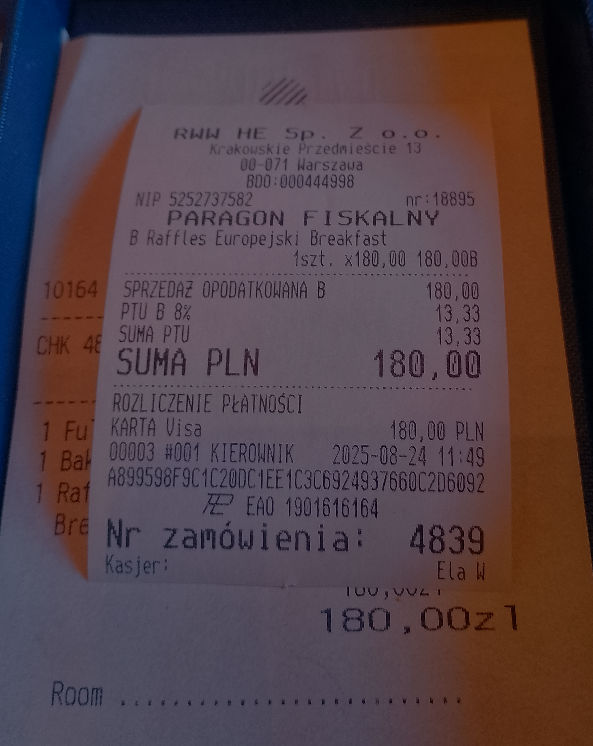 RWW HE Sp. Z o.o.
Krakowskie Przedmieście 13
00-071 Warszawa
BDO:000444998
NIP 5252737582 nr:18895
PARAGON FISKALNY
B Raffles Europejski Breakfast
1szt. x180,00 180,00B
SPRZEDAŻ OPODATKOWANA B 180,00
PTU B 8% 13,33
SUMA PTU 13,33
SUMA PLN 180,00
ROZLICZENIE PŁATNOŚCI
KARTA Visa 180,00 PLN
00003 #001 KIEROWNIK 2025-08-24 11:49
A899598F9C1C20DC1EE1C3C6924937660C2D6092
EAO 1901616164
Nr zamówienia: 4839
Kasjer: Ela W
10164
CHK 48
1 Fu
1 Bak
1 Raf
Bre
180,00zł
180,00zl
Room ..............................